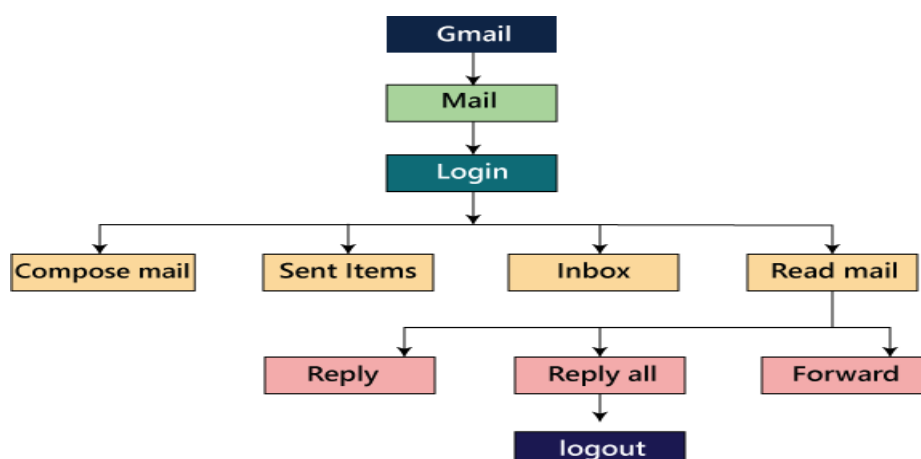 Gmail
Mail
Login
Compose mail
Sent Items
Inbox
Read mail
Reply
Reply all
Forward
logout